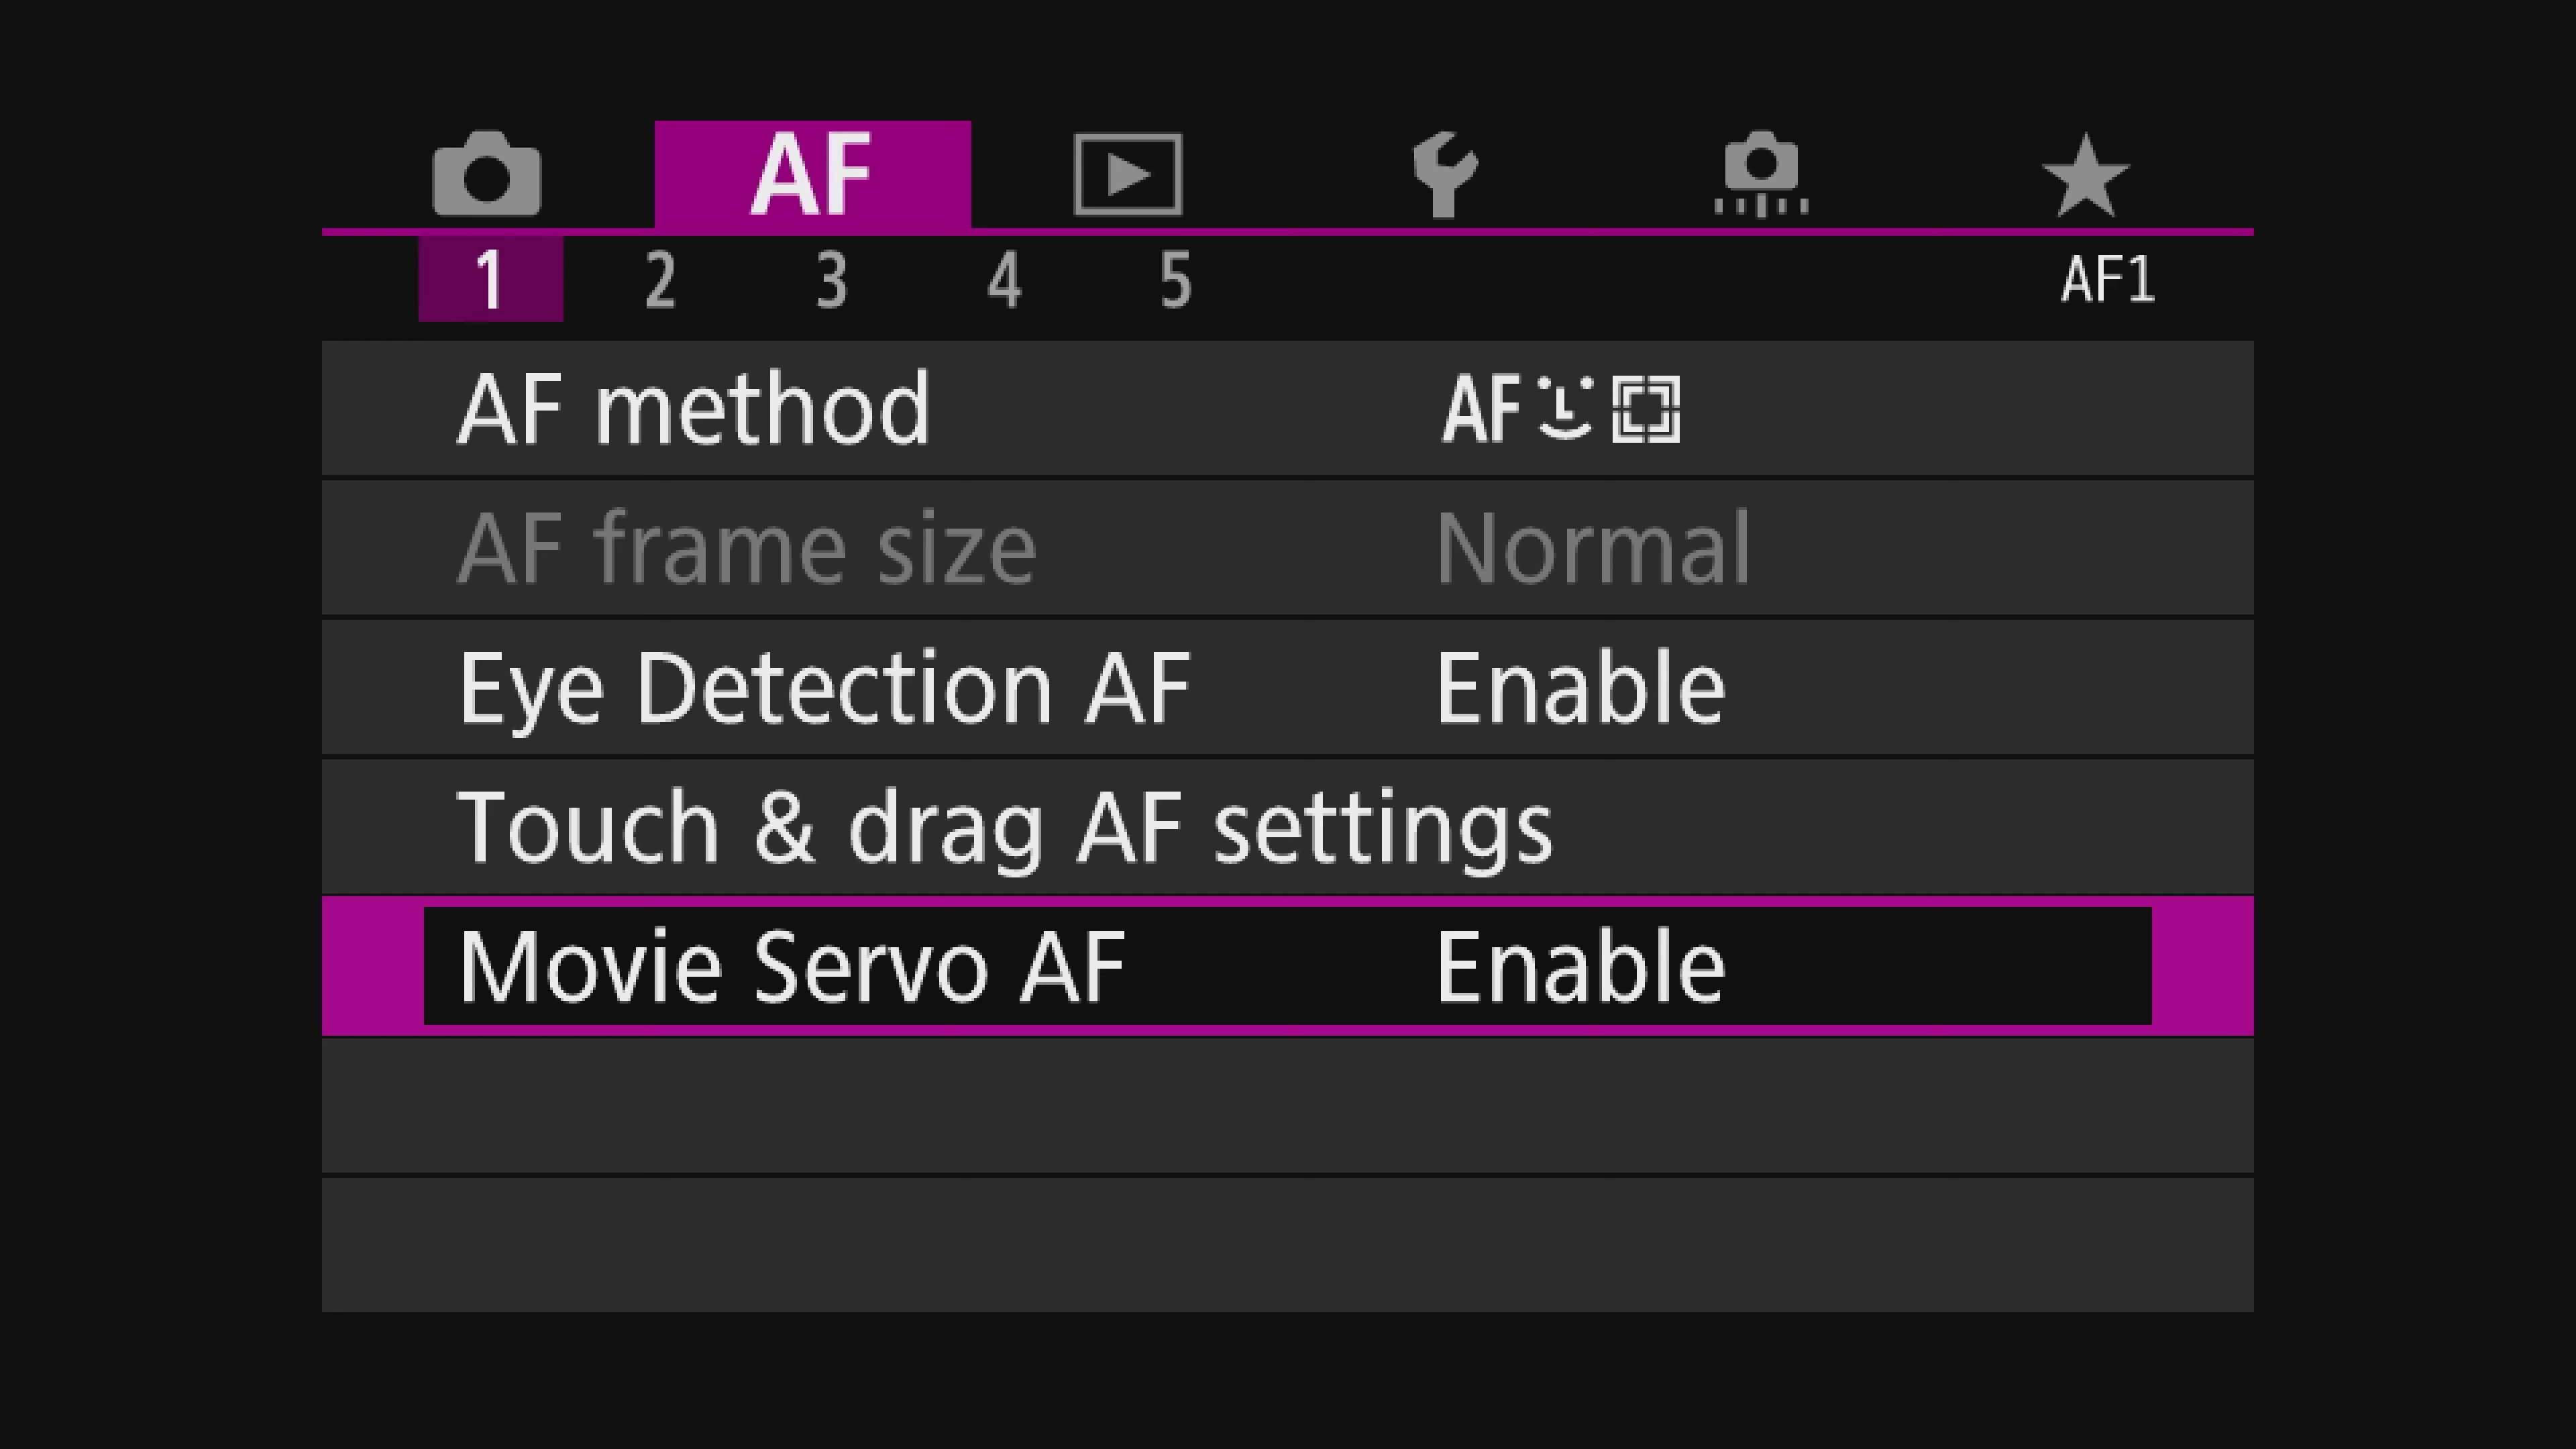 AF
1 2 3 4 5 AF1
AF method AF
AF frame size Normal
Eye Detection AF Enable
Touch & drag AF settings
Movie Servo AF Enable